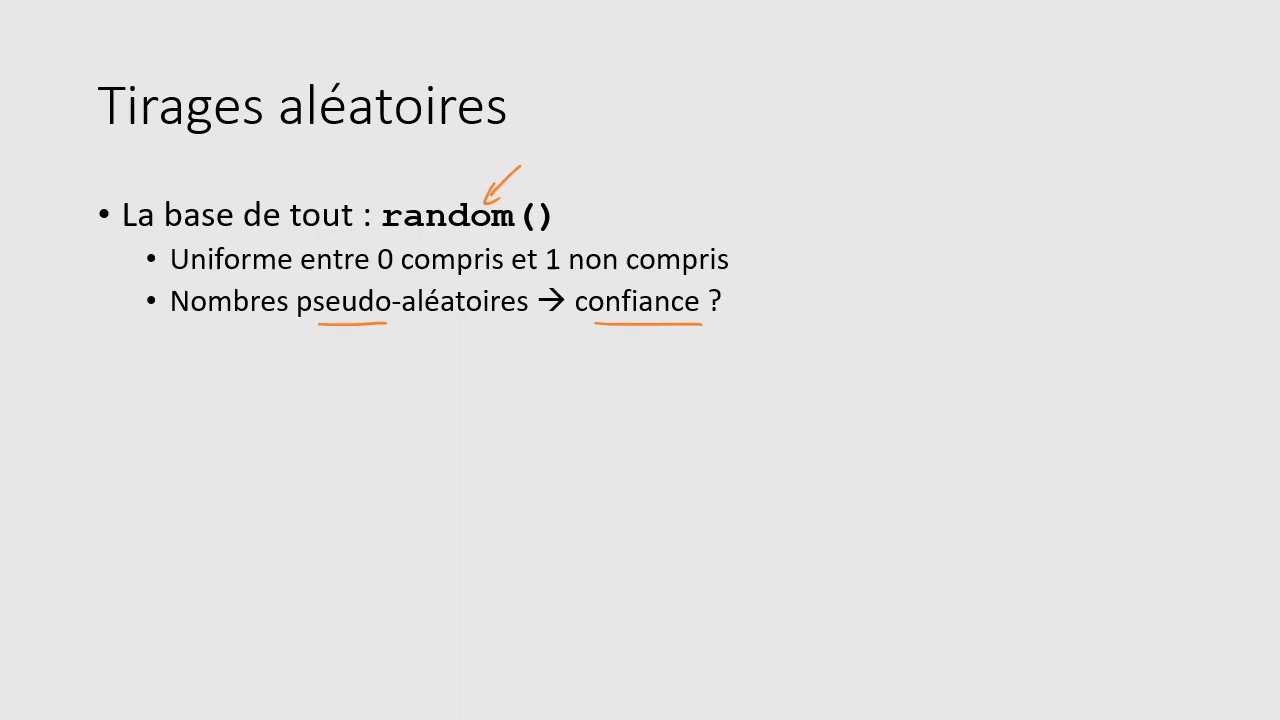 Tirages aléatoires
• La base de tout : random()
• Uniforme entre 0 compris et 1 non compris
• Nombres pseudo-aléatoires → confiance ?